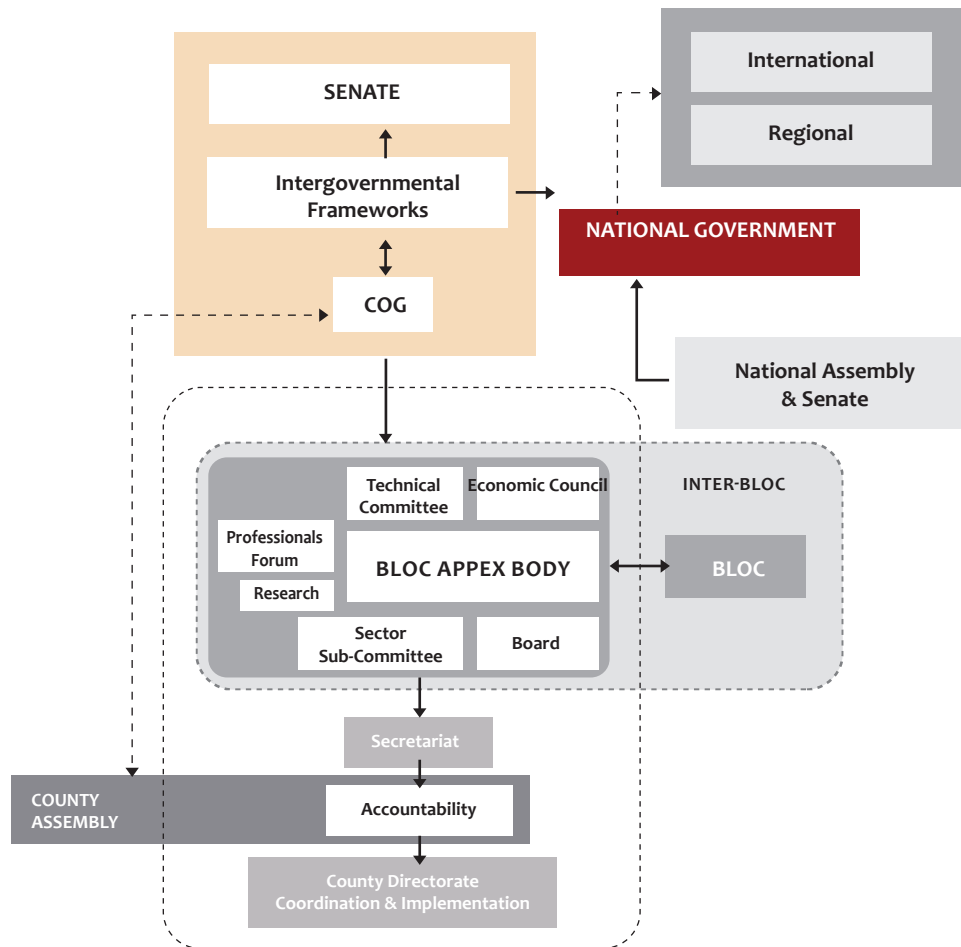 SENATE
International
Regional
Intergovernmental
Frameworks
NATIONAL GOVERNMENT
COG
National Assembly
& Senate
Technical
Committee
Economic Council
INTER-BLOC
Professionals
Forum
BLOC APPEX BODY
BLOC
Research
Sector
Sub-Committee
Board
Secretariat
COUNTY
ASSEMBLY
Accountability
County Directorate
Coordination & Implementation